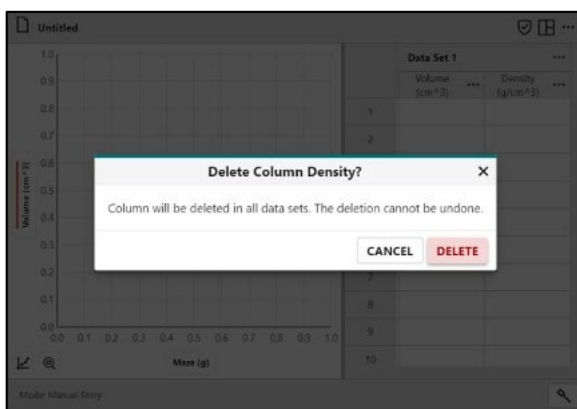 Untitled
1.0
0.9
0.8
0.7
0.6
0.5
0.4
0.3
0.2
0.1
0.0
Volume (cm^3)
0.0 0.1 0.2 0.3 0.4 0.5 0.6 0.7 0.8 0.9 1.0
Mass (g)
Data Set 1
Volume Density
(cm^3) (g/cm^3)
1
2
7
8
9
10
Delete Column Density?
Column will be deleted in all data sets. The deletion cannot be undone.
CANCEL DELETE
Mode: Manual Entry